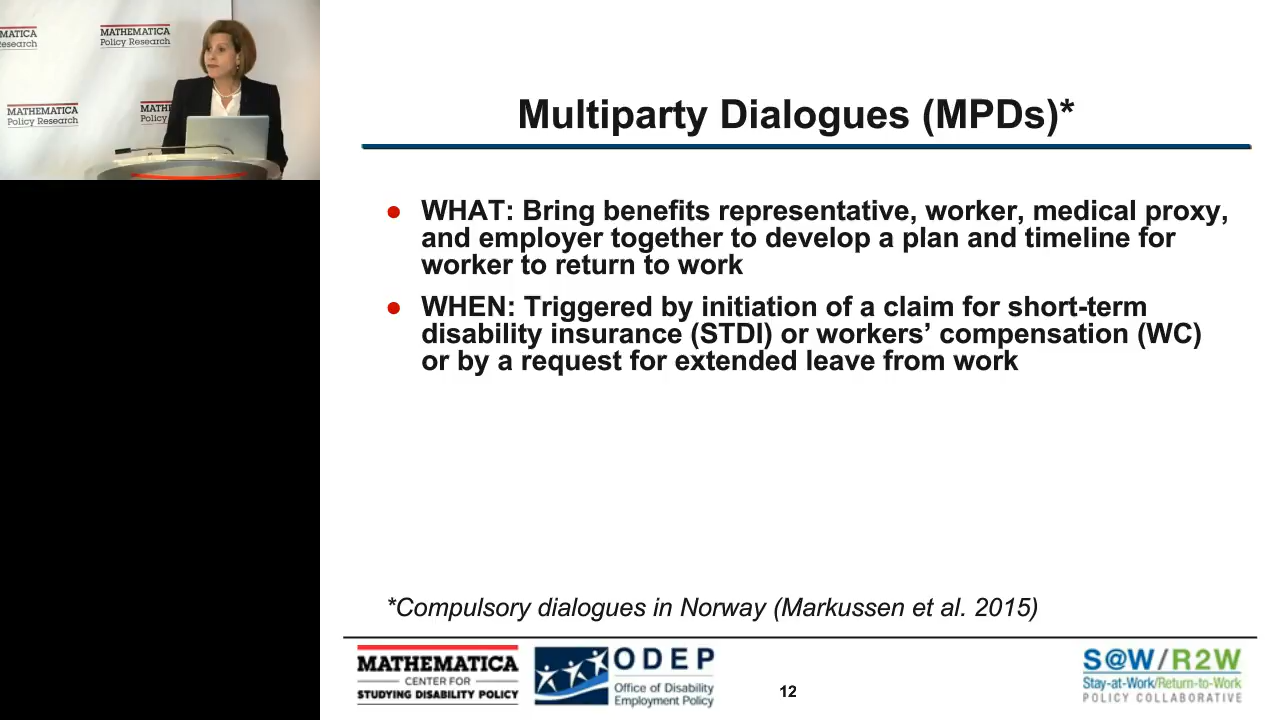 MATHEMATICA
Policy Research
MATHEMATICA
Policy Research
Multiparty Dialogues (MPDs)*
● WHAT: Bring benefits representative, worker, medical proxy,
and employer together to develop a plan and timeline for
worker to return to work
● WHEN: Triggered by initiation of a claim for short-term
disability insurance (STDI) or workers’ compensation (WC)
or by a request for extended leave from work
*Compulsory dialogues in Norway (Markussen et al. 2015)
MATHEMATICA
CENTER FOR
STUDYING DISABILITY POLICY
ODEP
Office of Disability
Employment Policy
12
S@W/R2W
Stay-at-Work/Return-to-Work
POLICY COLLABORATIVE